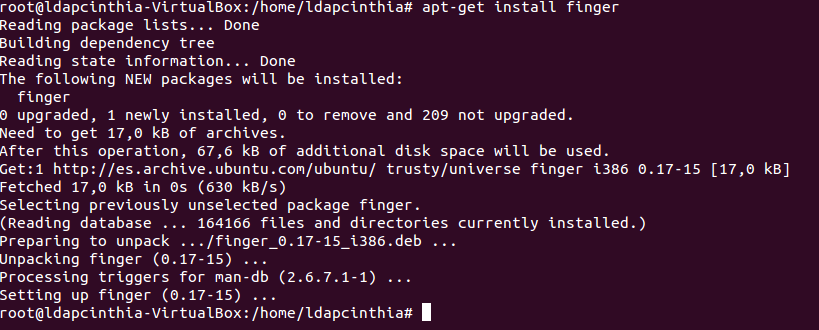 root@ldapcinthia-VirtualBox:/home/ldapcinthia# apt-get install finger
Reading package lists... Done
Building dependency tree
Reading state information... Done
The following NEW packages will be installed:
  finger
0 upgraded, 1 newly installed, 0 to remove and 209 not upgraded.
Need to get 17,0 kB of archives.
After this operation, 67,6 kB of additional disk space will be used.
Get:1 http://es.archive.ubuntu.com/ubuntu/ trusty/universe finger i386 0.17-15 [17,0 kB]
Fetched 17,0 kB in 0s (630 kB/s)
Selecting previously unselected package finger.
(Reading database ... 164166 files and directories currently installed.)
Preparing to unpack .../finger_0.17-15_i386.deb ...
Unpacking finger (0.17-15) ...
Processing triggers for man-db (2.6.7.1-1) ...
Setting up finger (0.17-15) ...
root@ldapcinthia-VirtualBox:/home/ldapcinthia#